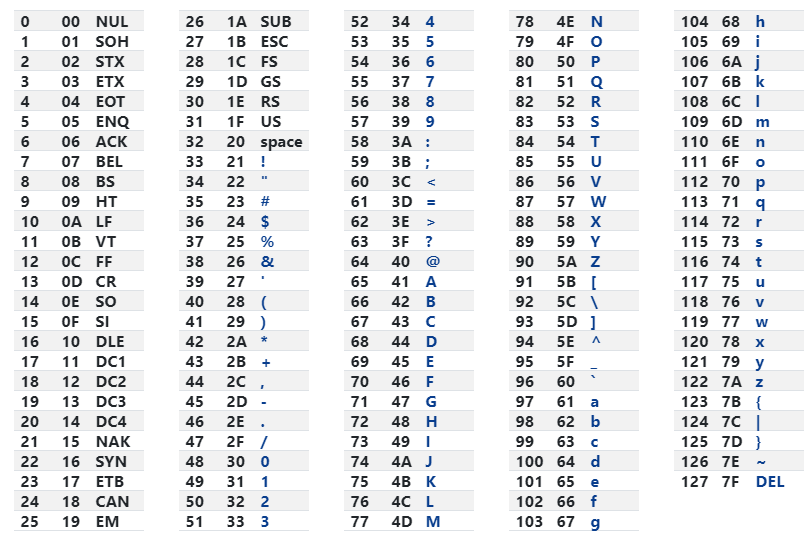 0 00 NUL
1 01 SOH
2 02 STX
3 03 ETX
4 04 EOT
5 05 ENQ
6 06 ACK
7 07 BEL
8 08 BS
9 09 HT
10 0A LF
11 0B VT
12 0C FF
13 0D CR
14 0E SO
15 0F SI
16 10 DLE
17 11 DC1
18 12 DC2
19 13 DC3
20 14 DC4
21 15 NAK
22 16 SYN
23 17 ETB
24 18 CAN
25 19 EM
26 1A SUB
27 1B ESC
28 1C FS
29 1D GS
30 1E RS
31 1F US
32 20 space
33 21 !
34 22 "
35 23 #
36 24 $
37 25 %
38 26 &
39 27 '
40 28 (
41 29 )
42 2A *
43 2B +
44 2C ,
45 2D -
46 2E .
47 2F /
48 30 0
49 31 1
50 32 2
51 33 3
52 34 4
53 35 5
54 36 6
55 37 7
56 38 8
57 39 9
58 3A :
59 3B ;
60 3C <
61 3D =
62 3E >
63 3F ?
64 40 @
65 41 A
66 42 B
67 43 C
68 44 D
69 45 E
70 46 F
71 47 G
72 48 H
73 49 I
74 4A J
75 4B K
76 4C L
77 4D M
78 4E N
79 4F O
80 50 P
81 51 Q
82 52 R
83 53 S
84 54 T
85 55 U
86 56 V
87 57 W
88 58 X
89 59 Y
90 5A Z
91 5B [
92 5C \
93 5D ]
94 5E ^
95 5F _
96 60 `
97 61 a
98 62 b
99 63 c
100 64 d
101 65 e
102 66 f
103 67 g
104 68 h
105 69 i
106 6A j
107 6B k
108 6C l
109 6D m
110 6E n
111 6F o
112 70 p
113 71 q
114 72 r
115 73 s
116 74 t
117 75 u
118 76 v
119 77 w
120 78 x
121 79 y
122 7A z
123 7B {
124 7C |
125 7D }
126 7E ~
127 7F DEL